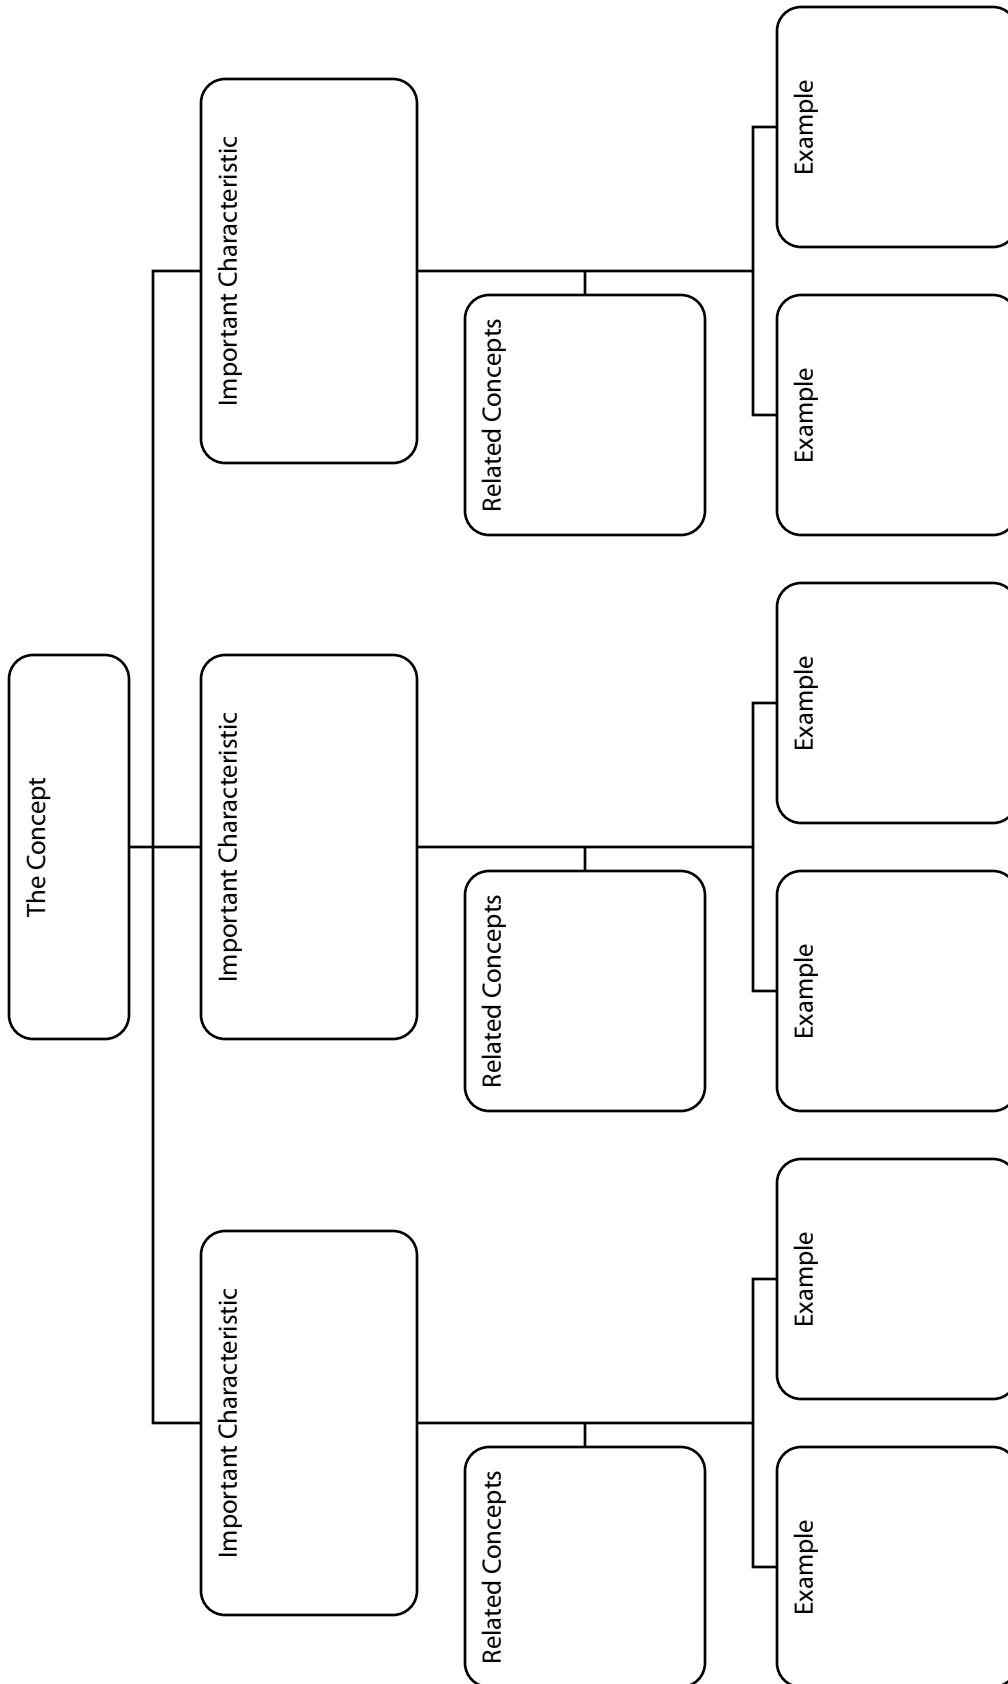 The Concept
Important Characteristic
Important Characteristic
Important Characteristic
Related Concepts
Related Concepts
Related Concepts
Example
Example
Example
Example
Example
Example